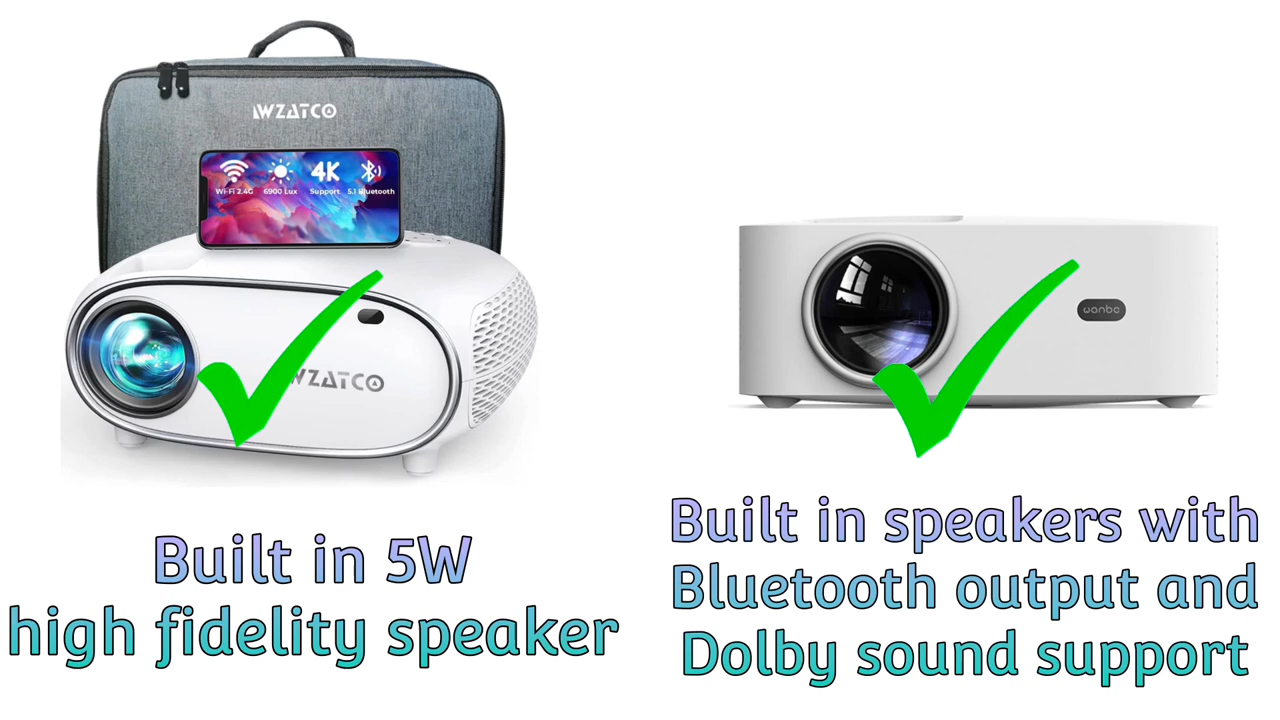 WZATCO
Wi-Fi 2.4G 6900 Lux 4K Support 5.1 Bluetooth
WZATCO
wanbo
Built in 5W
high fidelity speaker
Built in speakers with
Bluetooth output and
Dolby sound support